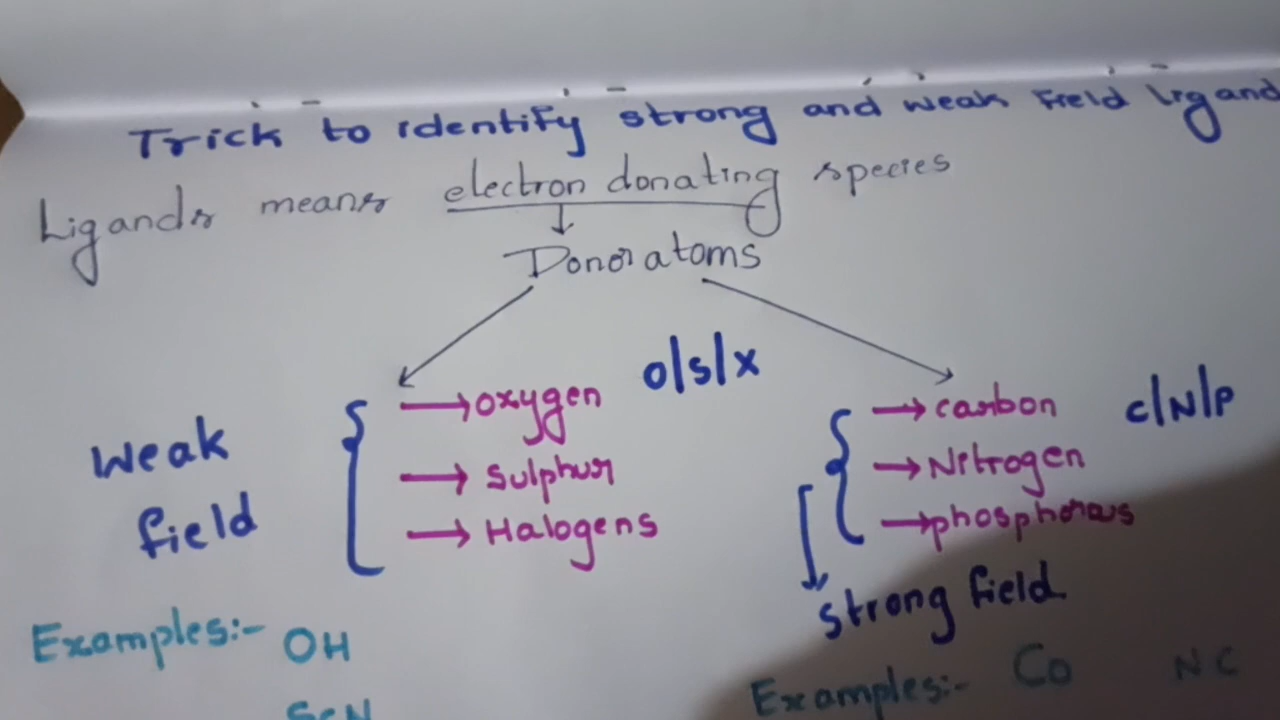 Trick to identify strong and weak Field ligand
Ligands means electron donating species
Donor atoms
o/s/x
→oxygen
→ Sulphur
→ Halogens
Weak
field
c/N/p
→carbon
→Nitrogen
→phosphorous
strong field
Examples:- OH
ScN
Examples:- Co NC